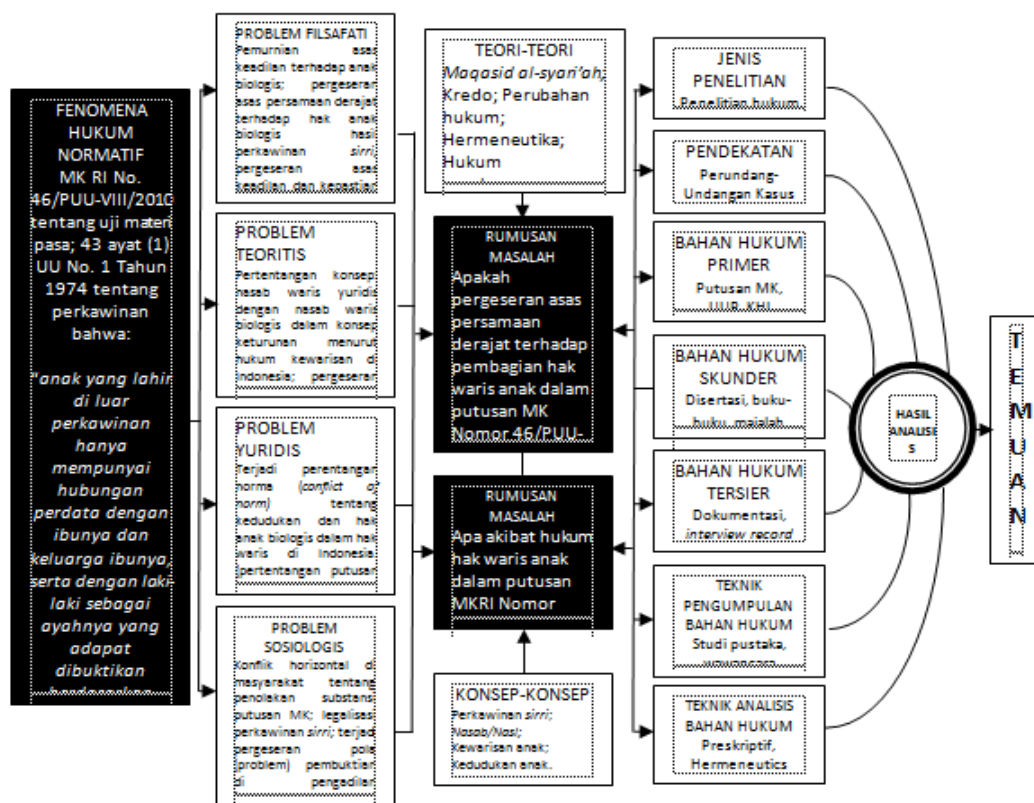 FENOMENA
HUKUM
NORMATIF
MK RI No.
46/PUU-VIII/2010
tentang uji materi
pasa; 43 ayat (1)
UU No. 1 Tahun
1974 tentang
perkawinan
bahwa:
"anak yang lahir
di luar
perkawinan
hanya
mempunyai
hubungan
perdata dengan
ibunya dan
keluarga ibunya,
serta dengan laki-
laki sebagai
ayahnya yang
adapat
dibuktikan
PROBLEM FILSAFATI
Pemurnian asas
keadilan terhadap anak
biologis; pergeseran
asas persamaan derajat
terhadap hak anak
biologis hasil
perkawinan sirri;
pergeseran asas
keadilan dan kepastian
PROBLEM
TEORITIS
Pertentangan konsep
nasab waris yuridis
dengan nasab waris
biologis dalam konsep
keturunan menurut
hukum kewarisan di
Indonesia; pergeseran
PROBLEM
YURIDIS
Terjadi perentangan
norma (conflict of
norm) tentang
kedudukan dan hak
anak biologis dalam hak
waris di Indonesia
(pertentangan putusan
PROBLEM
SOSIOLOGIS
Konflik horizontal di
masyarakat tentang
penolakan substansi
putusan MK; legalisasi
perkawinan sirri; terjadi
pergeseran pola
(problem) pembuktian
di pengadilan
TEORI-TEORI
Maqasid al-syari'ah;
Kredo; Perubahan
hukum;
Hermeneutika;
Hukum
RUMUSAN
MASALAH
Apakah
pergeseran asas
persamaan
derajat terhadap
pembagian hak
waris anak dalam
putusan MK
Nomor 46/PUU-
RUMUSAN
MASALAH
Apa akibat hukum
hak waris anak
dalam putusan
MKRI Nomor
KONSEP-KONSEP
Perkawinan sirri;
Nasab/Nasl;
Kewarisan anak;
Kedudukan anak.
JENIS
PENELITIAN
Penelitian hukum
PENDEKATAN
Perundang-
Undangan Kasus
BAHAN HUKUM
PRIMER
Putusan MK,
UUP, KHI,
BAHAN HUKUM
SKUNDER
Disertasi, buku-
buku, majalah
BAHAN HUKUM
TERSIER
Dokumentasi,
interview record
TEKNIK
PENGUMPULAN
BAHAN HUKUM
Studi pustaka,
wawancara
TEKNIK ANALISIS
BAHAN HUKUM
Preskriptif,
Hermeneutics
HASIL
ANALISI
S
TEMUAN